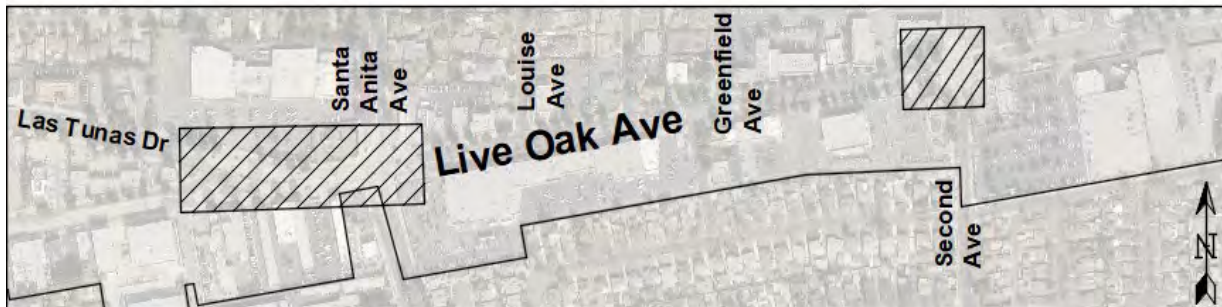 Las Tunas Dr
Santa
Anita
Ave
Live Oak Ave
Louise
Ave
Greenfield
Ave
Second
Ave
N